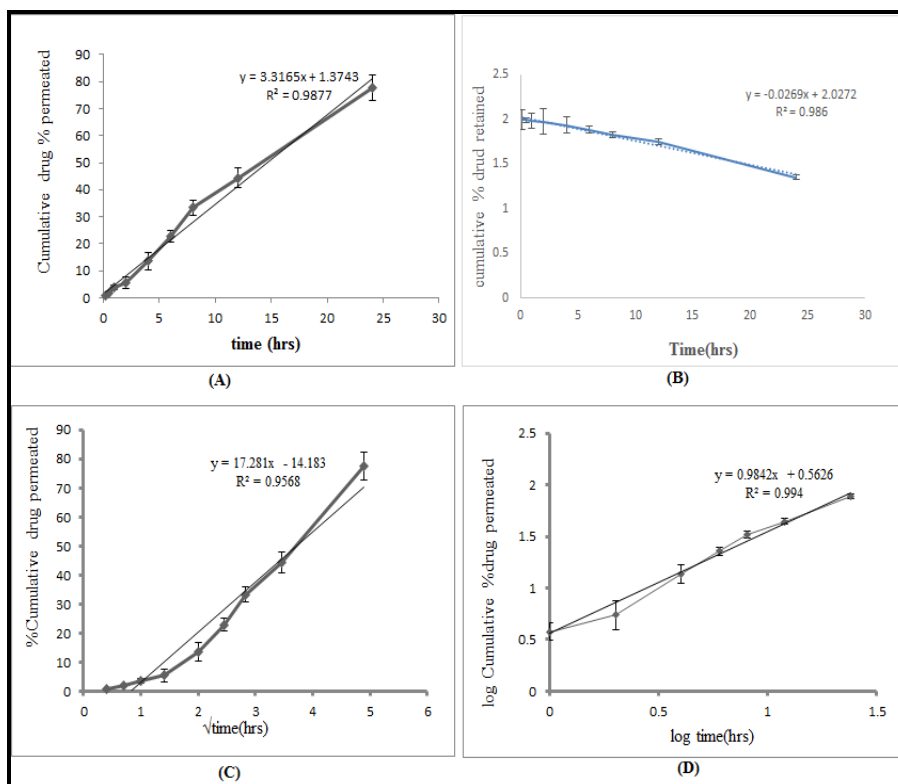 90
80
70
60
50
40
30
20
10
0
Cumulative drug % permeated
y = 3.3165x + 1.3743
R² = 0.9877
0 5 10 15 20 25 30
time (hrs)
(A)
2.5
2
1.5
1
0.5
0
cumulative % drud retained
y = -0.0269x + 2.0272
R² = 0.986
0 5 10 15 20 25 30
Time(hrs)
(B)
90
80
70
60
50
40
30
20
10
0
%Cumulative drug permeated
y = 17.281x - 14.183
R² = 0.9568
0 1 2 3 4 5 6
√time(hrs)
(C)
2.5
2
1.5
1
0.5
0
log Cumulative %drug permeated
y = 0.9842x + 0.5626
R² = 0.994
0 0.5 1 1.5
log time(hrs)
(D)